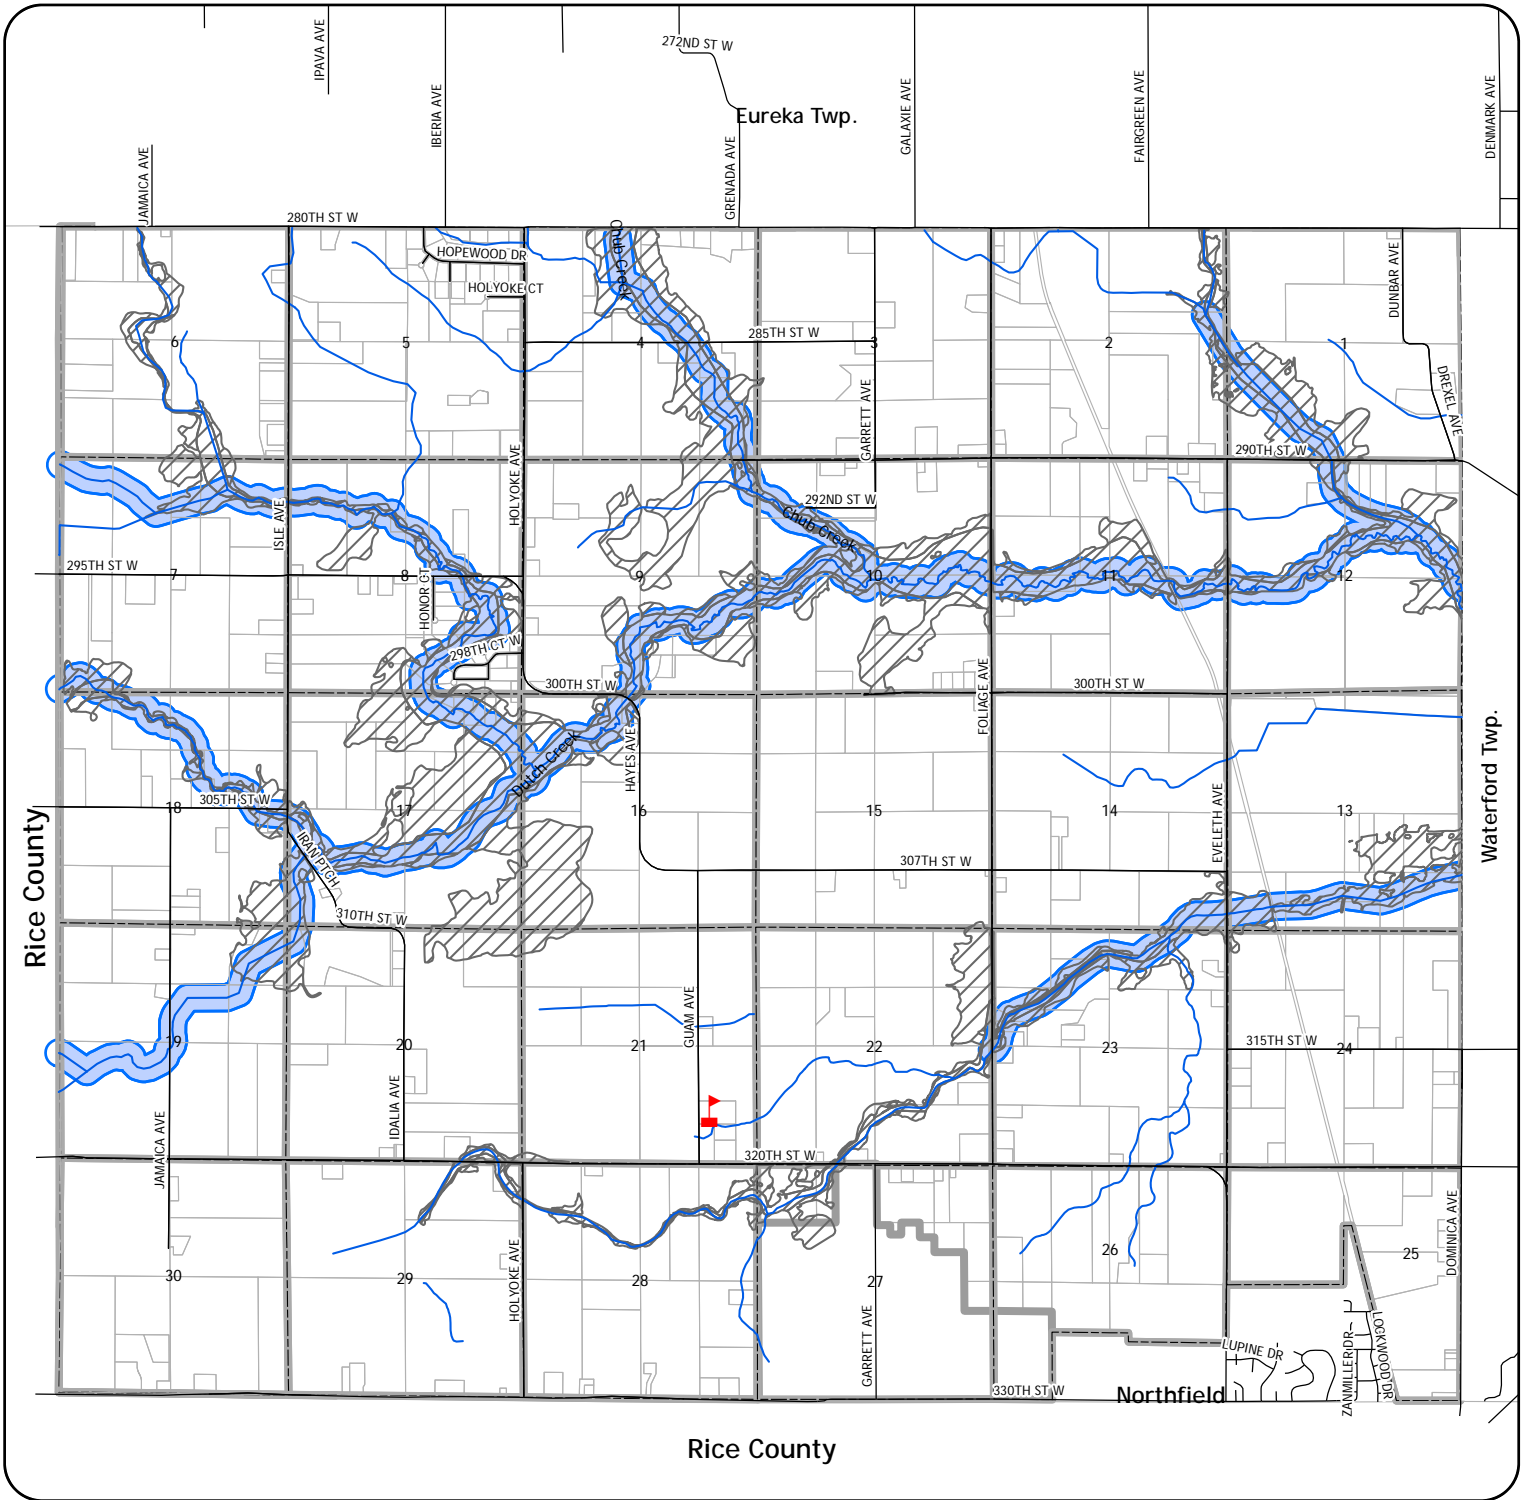 272ND ST W
IPAVA AVE
IBERIA AVE
GALAXIE AVE
FAIRGREEN AVE
DENMARK AVE
Eureka Twp.
JAMAICA AVE
GRENADA AVE
280TH ST W
HOPEWOOD DR
HOLYOKE CT
Chub Creek
DUNBAR AVE
285TH ST W
6
5
4
3
2
1
GARRETT AVE
DREXEL AVE
HOLYOKE AVE
290TH ST W
292ND ST W
Chub Creek
ISLE AVE
295TH ST W
7
8
9
10
11
12
HONOR CT
298TH CT W
300TH ST W
300TH ST W
FOLIAGE AVE
HAYES AVE
Dutch Creek
305TH ST W
18
17
16
15
14
13
EVELETH AVE
Waterford Twp.
Rice County
IRAN PTCH
307TH ST W
310TH ST W
GUAM AVE
19
20
21
22
23
315TH ST W
24
JAMAICA AVE
IDALIA AVE
320TH ST W
DOMINICA AVE
30
29
HOLYOKE AVE
28
27
26
25
GARRETT AVE
LUPINE DR
ZANMILLER DR
LOCKWOOD DR
330TH ST W
Northfield
Rice County